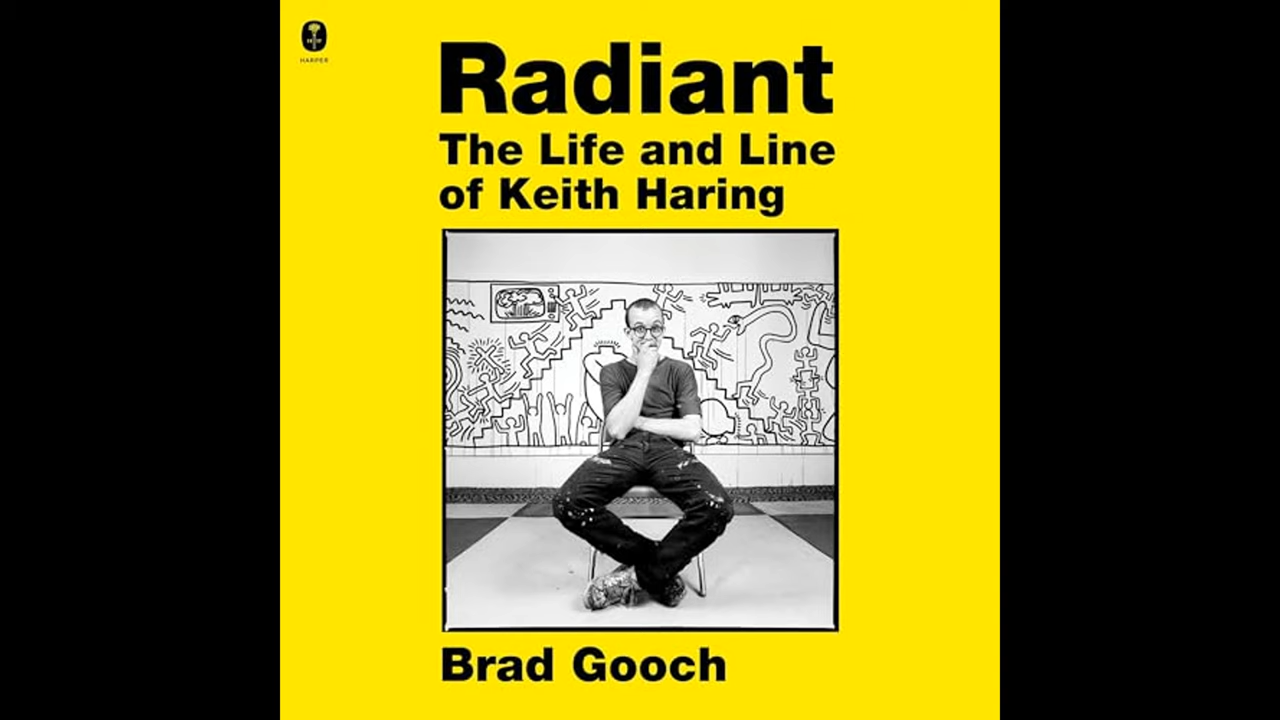 HARPER
Radiant
The Life and Line
of Keith Haring
Brad Gooch